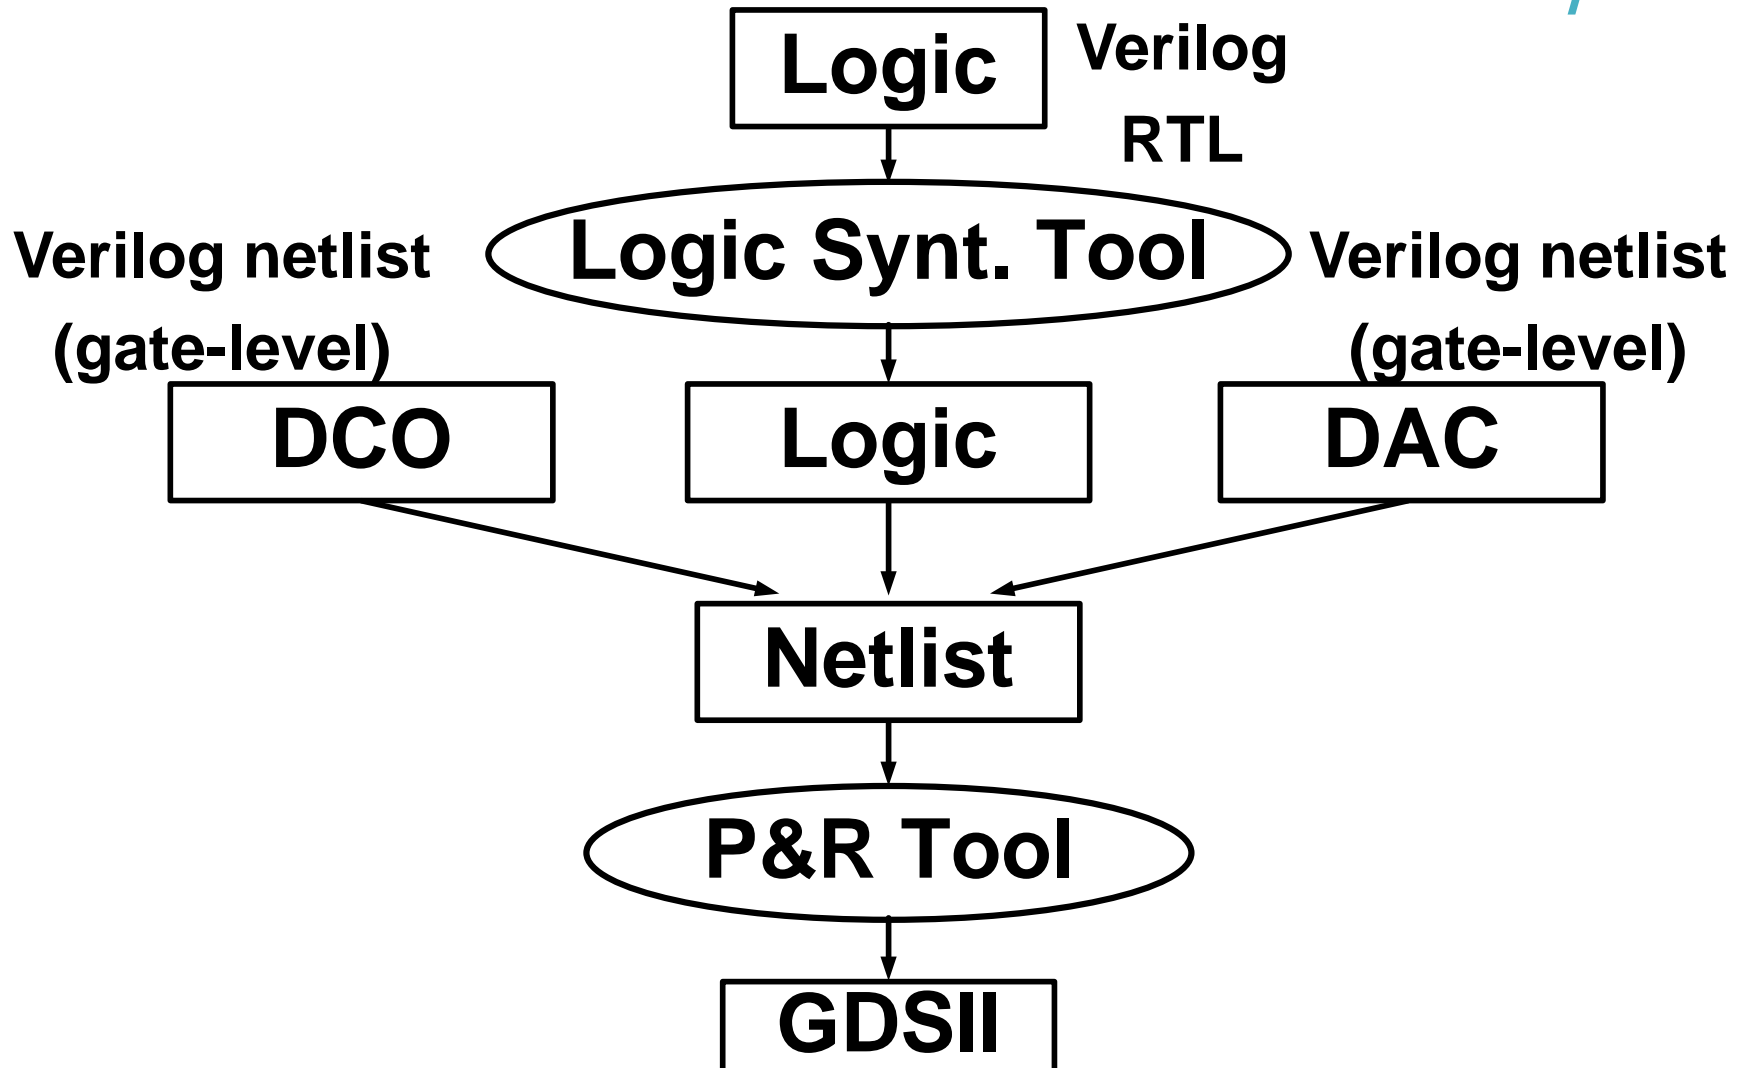 Logic
Verilog
RTL
Logic Synt. Tool
Verilog netlist
(gate-level)
Verilog netlist
(gate-level)
DCO
Logic
DAC
Netlist
P&R Tool
GDSII